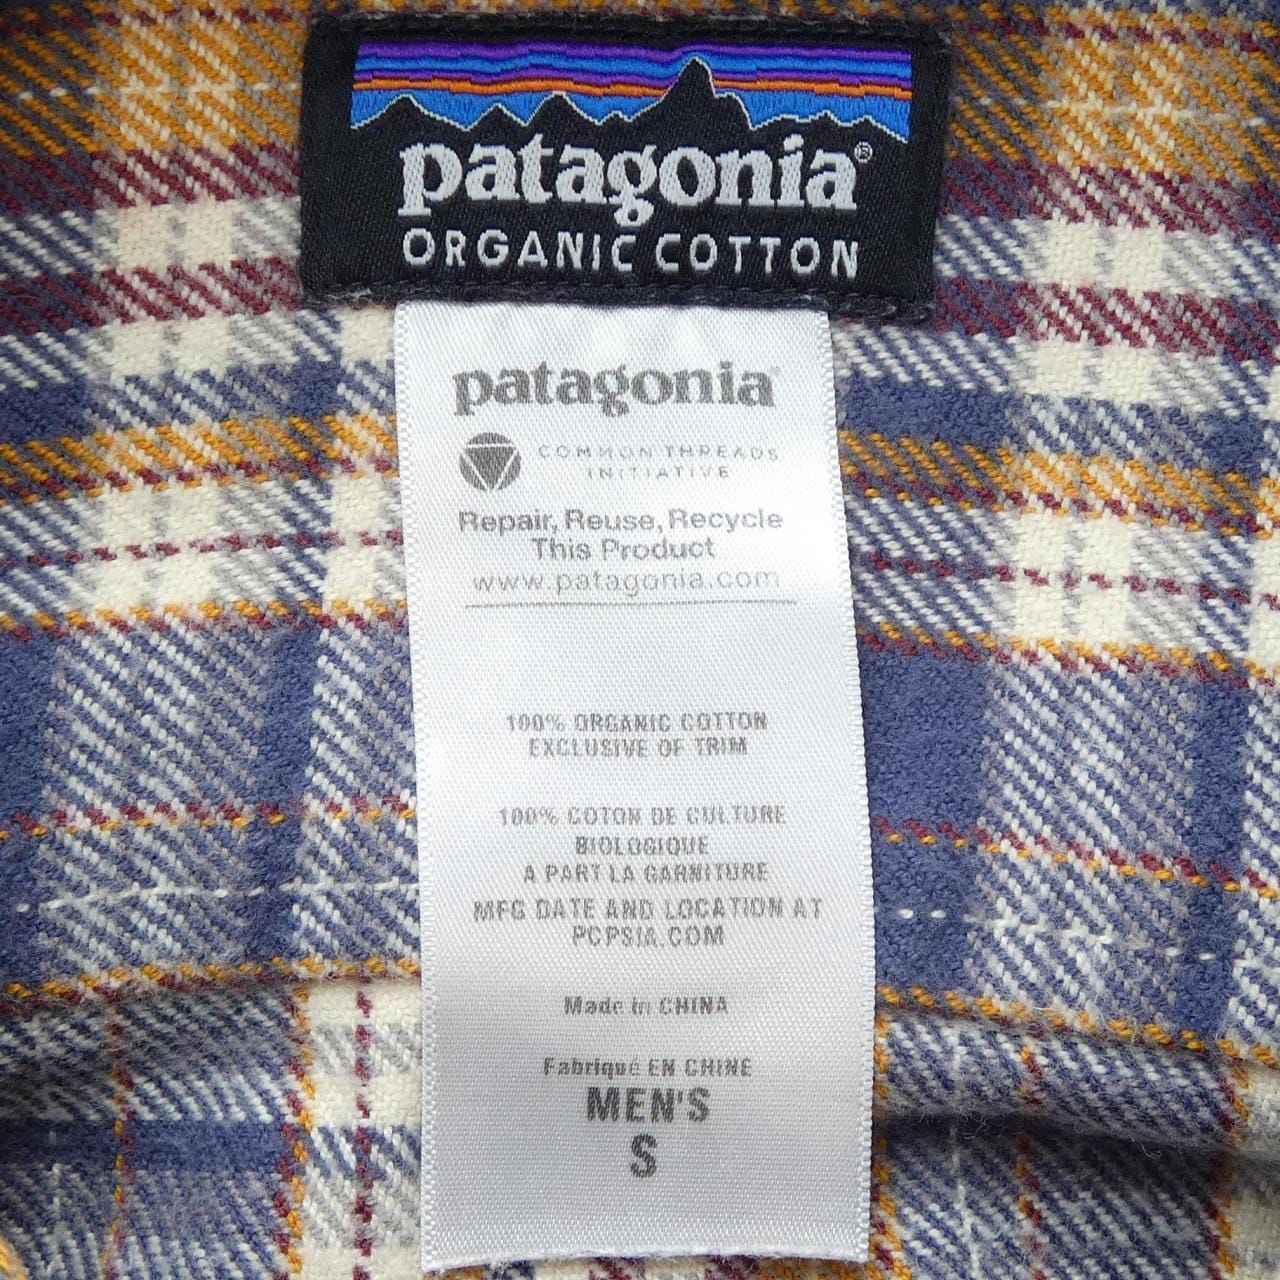 patagonia®
ORGANIC COTTON
patagonia®
COMMON THREADS
INITIATIVE
Repair, Reuse, Recycle
This Product
www.patagonia.com
100% ORGANIC COTTON
EXCLUSIVE OF TRIM
100% COTON DE CULTURE
BIOLOGIQUE
A PART LA GARNITURE
MFG DATE AND LOCATION AT
PCPSIA.COM
Made in CHINA
Fabriqué EN CHINE
MEN'S
S